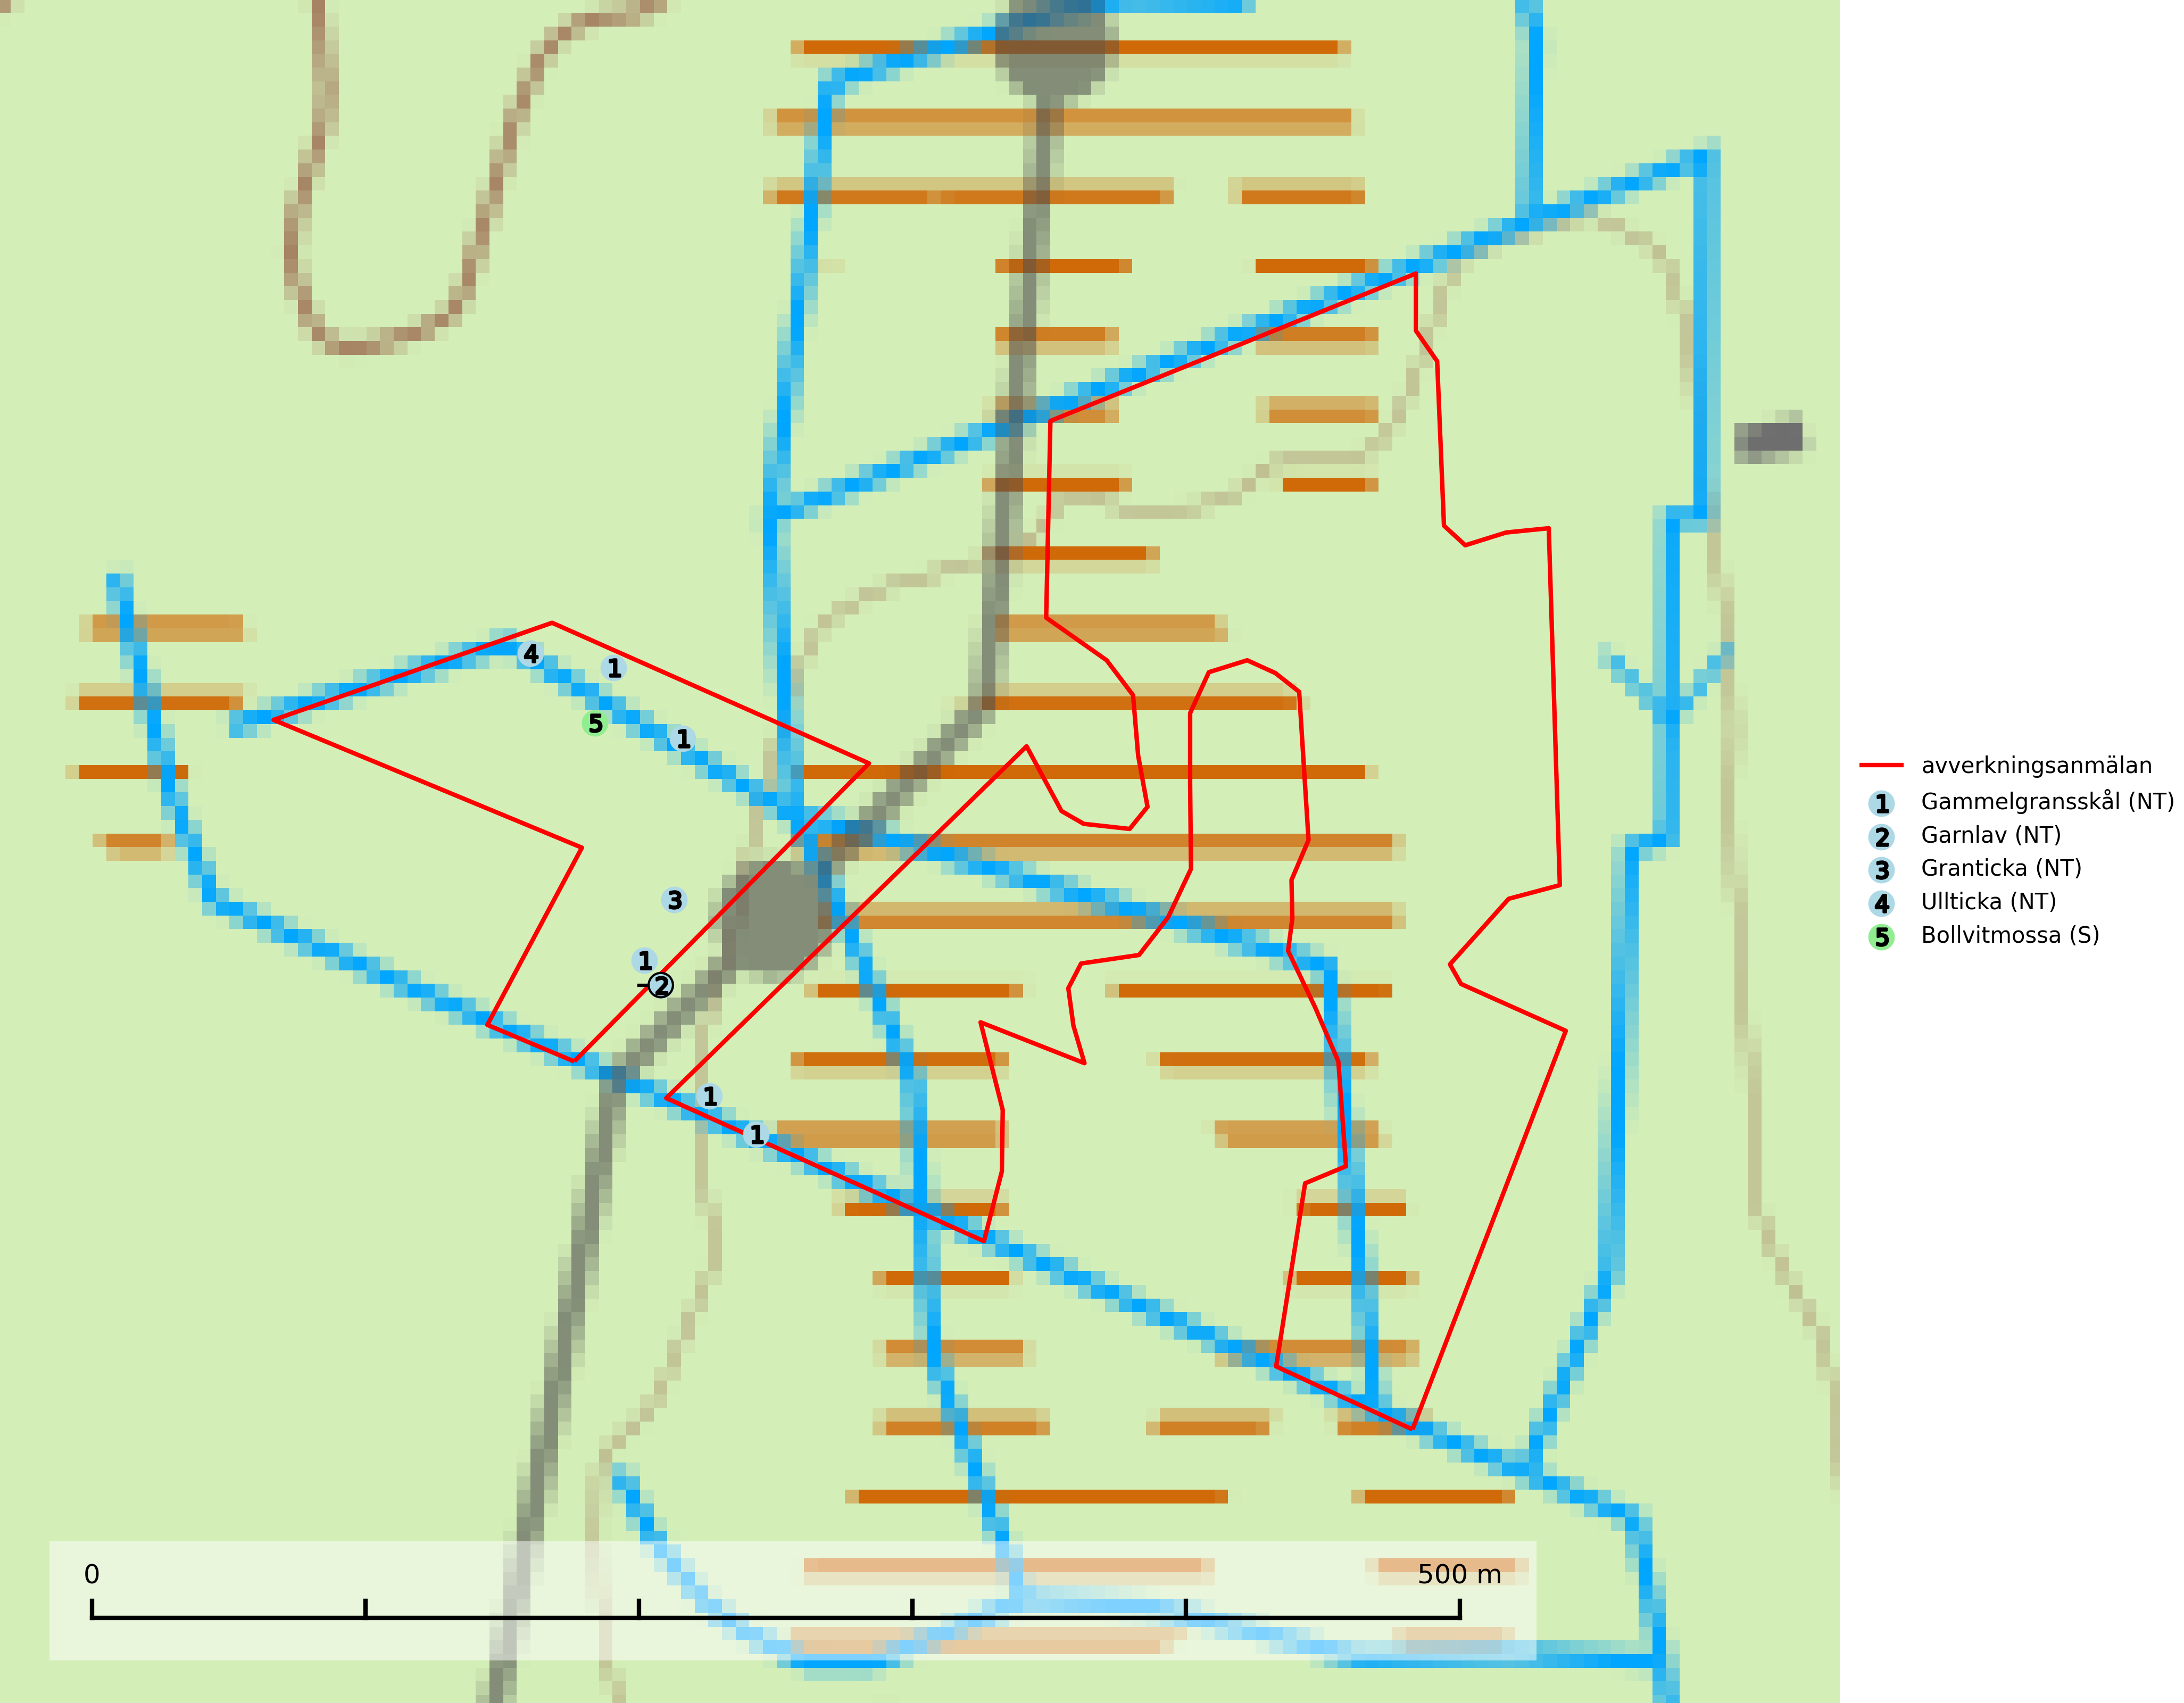 4
1
5
1
3
1
2
1
1
0
500 m
avverkningsanmälan
1 Gammelgransskål (NT)
2 Garnlav (NT)
3 Granticka (NT)
4 Ullticka (NT)
5 Bollvitmossa (S)